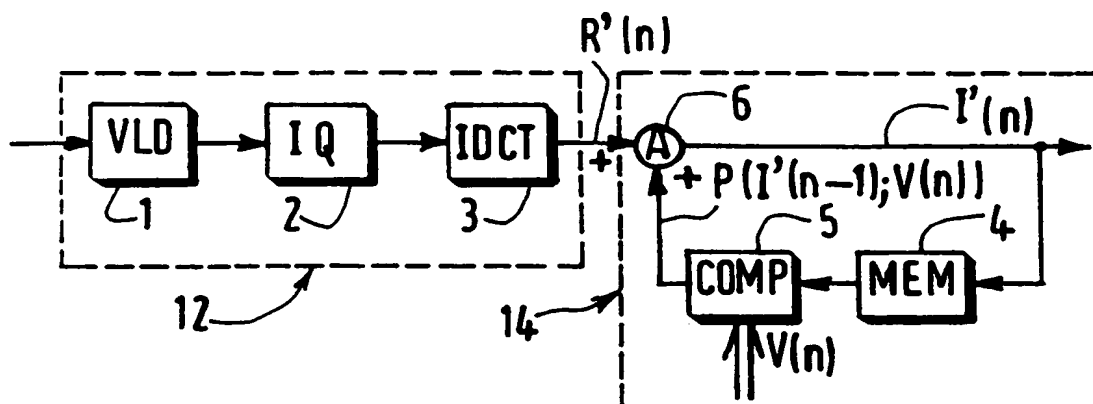 R'(n)
VLD
IQ
IDCT
+
A
6
I'(n)
+ P(I'(n-1);V(n))
1
2
3
5
4
COMP
MEM
12
14
V(n)